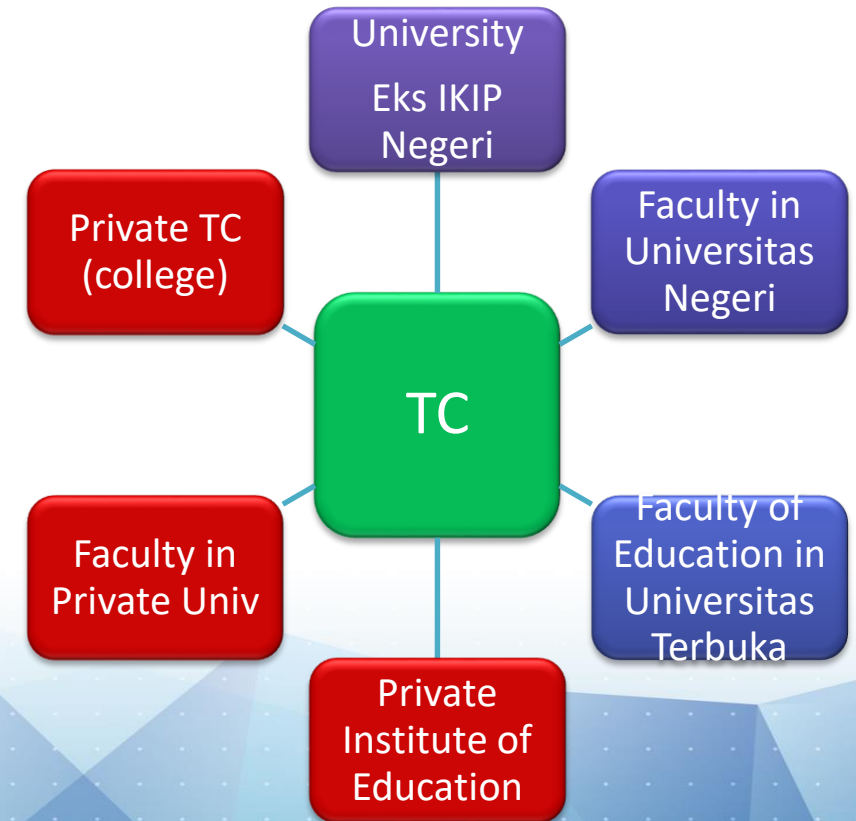 University
Eks IKIP
Negeri
Private TC
(college)
Faculty in
Universitas
Negeri
TC
Faculty in
Private Univ
Faculty of
Education in
Universitas
Terbuka
Private
Institute of
Education